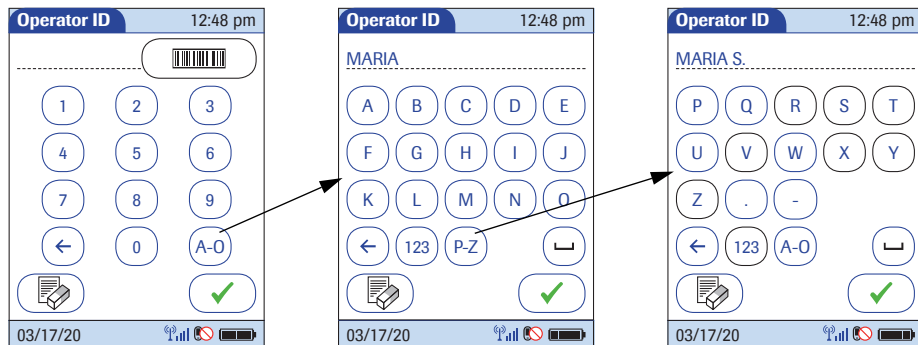 Operator ID 12:48 pm
1 2 3
4 5 6
7 8 9
← 0 A-O
03/17/20
Operator ID 12:48 pm
MARIA
A B C D E
F G H I J
K L M N O
← 123 P-Z
03/17/20
Operator ID 12:48 pm
MARIA S.
P Q R S T
U V W X Y
Z . -
← 123 A-O
03/17/20